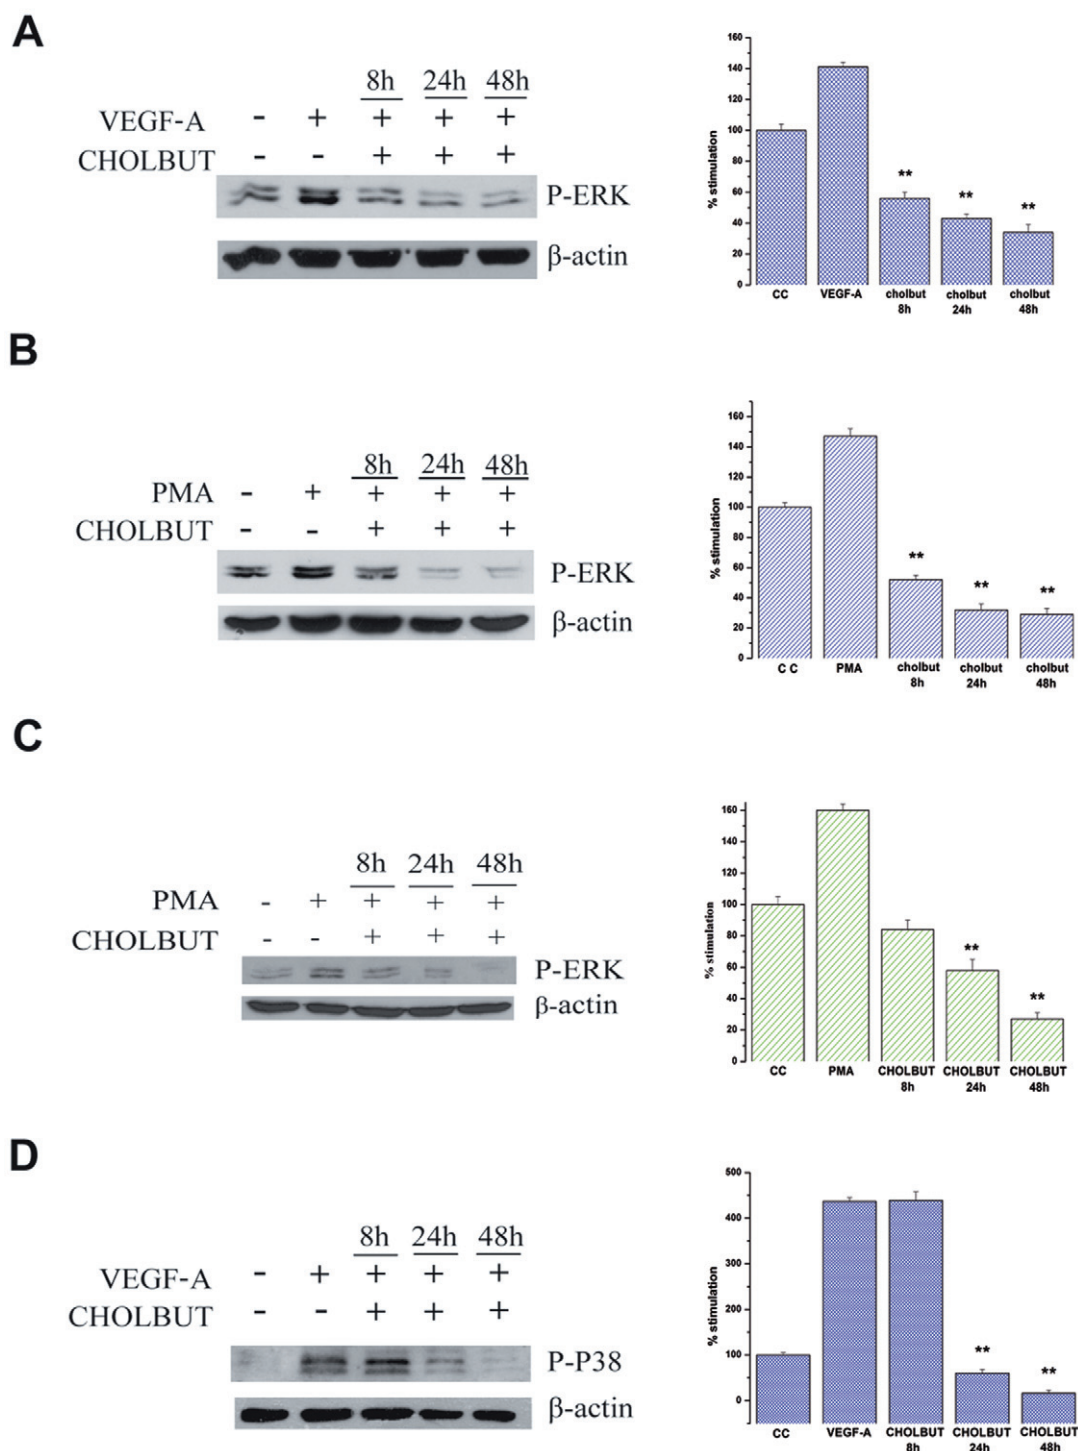 A
8h 24h 48h
VEGF-A - + + + +
CHOLBUT - - + + +
P-ERK
β-actin
% stimulation
160
140
120
100
80
60
40
20
0
** ** **
CC VEGF-A cholbut cholbut cholbut
8h 24h 48h
B
8h 24h 48h
PMA - + + + +
CHOLBUT - - + + +
P-ERK
β-actin
% stimulation
160
140
120
100
80
60
40
20
0
** ** **
C C PMA cholbut cholbut cholbut
8h 24h 48h
C
8h 24h 48h
PMA - + + + +
CHOLBUT - - + + +
P-ERK
β-actin
% stimulation
160
140
120
100
80
60
40
20
0
** **
CC PMA CHOLBUT CHOLBUT CHOLBUT
8h 24h 48h
D
8h 24h 48h
VEGF-A - + + + +
CHOLBUT - - + + +
P-P38
β-actin
% stimulation
500
400
300
200
100
0
** **
CC VEGF-A CHOLBUT CHOLBUT CHOLBUT
8h 24h 48h